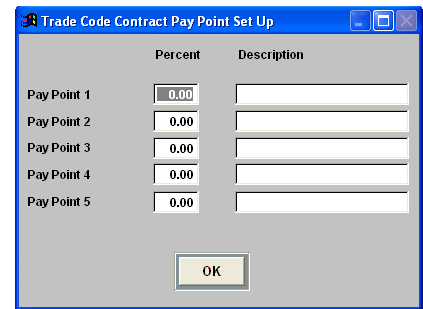 Trade Code Contract Pay Point Set Up
Percent Description
Pay Point 1 0.00
Pay Point 2 0.00
Pay Point 3 0.00
Pay Point 4 0.00
Pay Point 5 0.00
OK